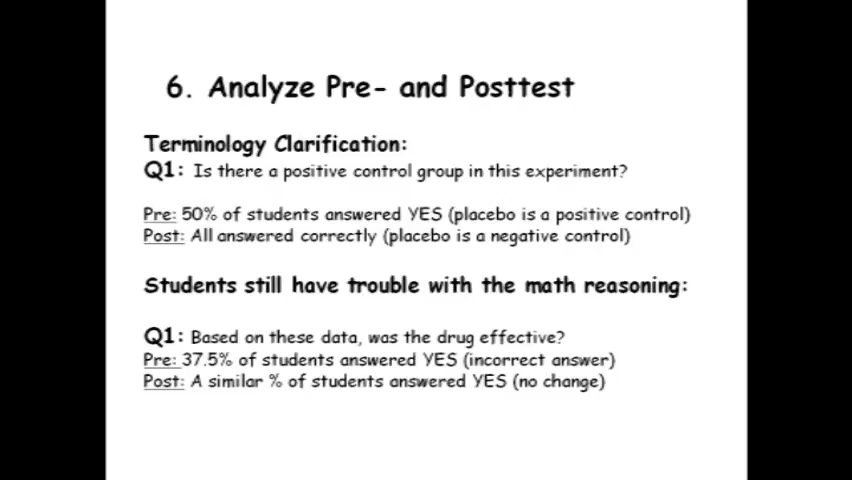 6. Analyze Pre- and Posttest
Terminology Clarification:
Q1: Is there a positive control group in this experiment?
Pre: 50% of students answered YES (placebo is a positive control)
Post: All answered correctly (placebo is a negative control)
Students still have trouble with the math reasoning:
Q1: Based on these data, was the drug effective?
Pre: 37.5% of students answered YES (incorrect answer)
Post: A similar % of students answered YES (no change)